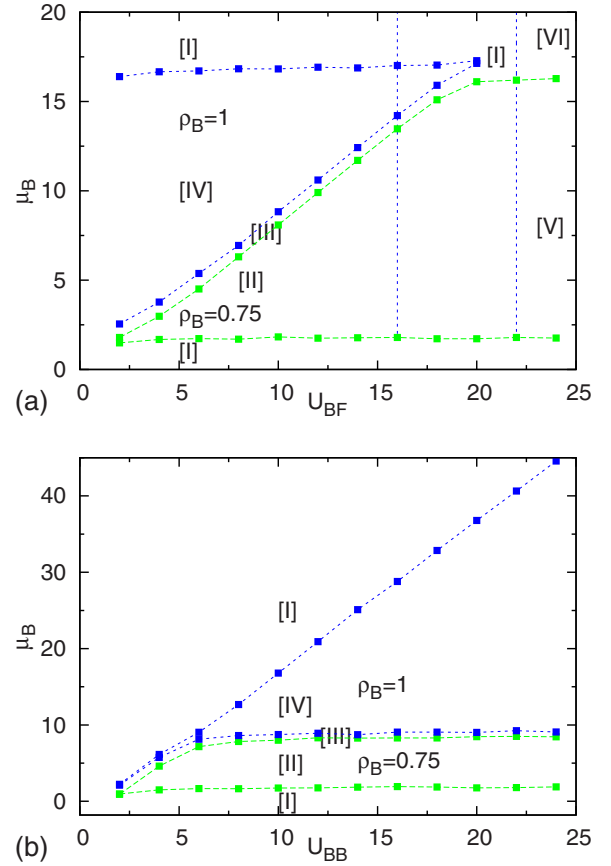 25
20
15
10
5
0
μB
[I]
[VI]
[I]
ρB=1
[IV]
[III]
[V]
[II]
ρB=0.75
[I]
0 5 10 15 20 25
(a) UBF
40
30
20
10
0
μB
[I]
ρB=1
[IV]
[III]
[II] ρB=0.75
[I]
0 5 10 15 20 25
(b) UBB